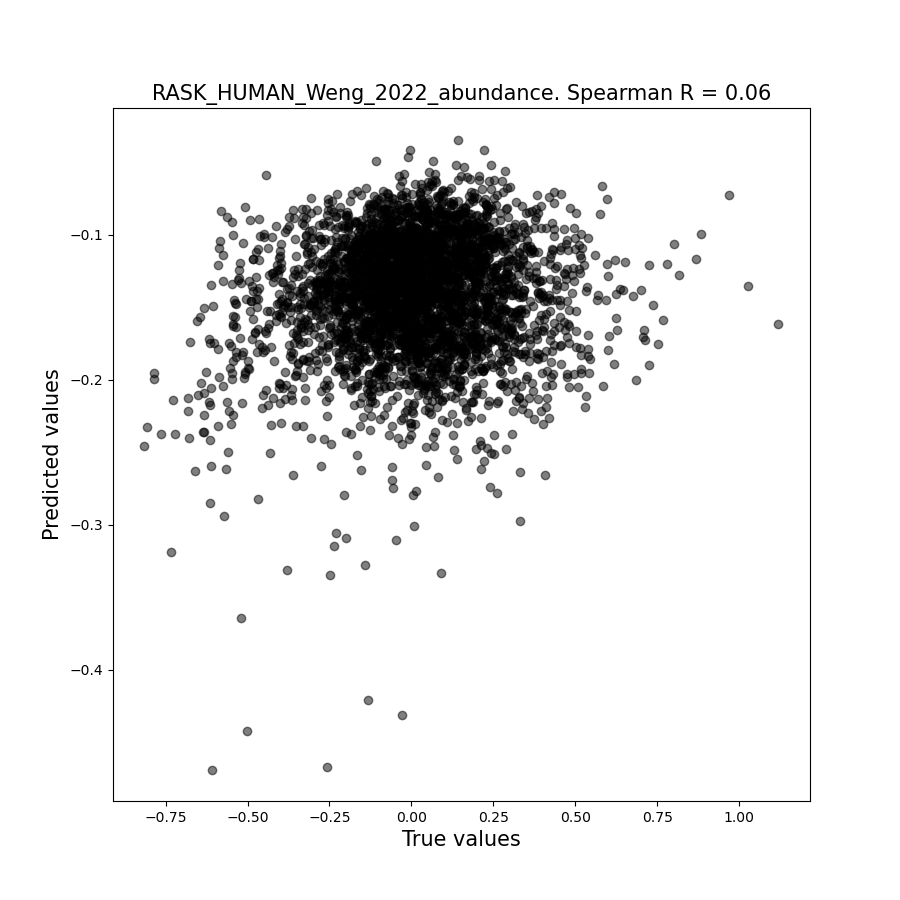 RASK_HUMAN_Weng_2022_abundance. Spearman R = 0.06
−0.1
−0.2
−0.3
−0.4
Predicted values
−0.75 −0.50 −0.25 0.00 0.25 0.50 0.75 1.00
True values